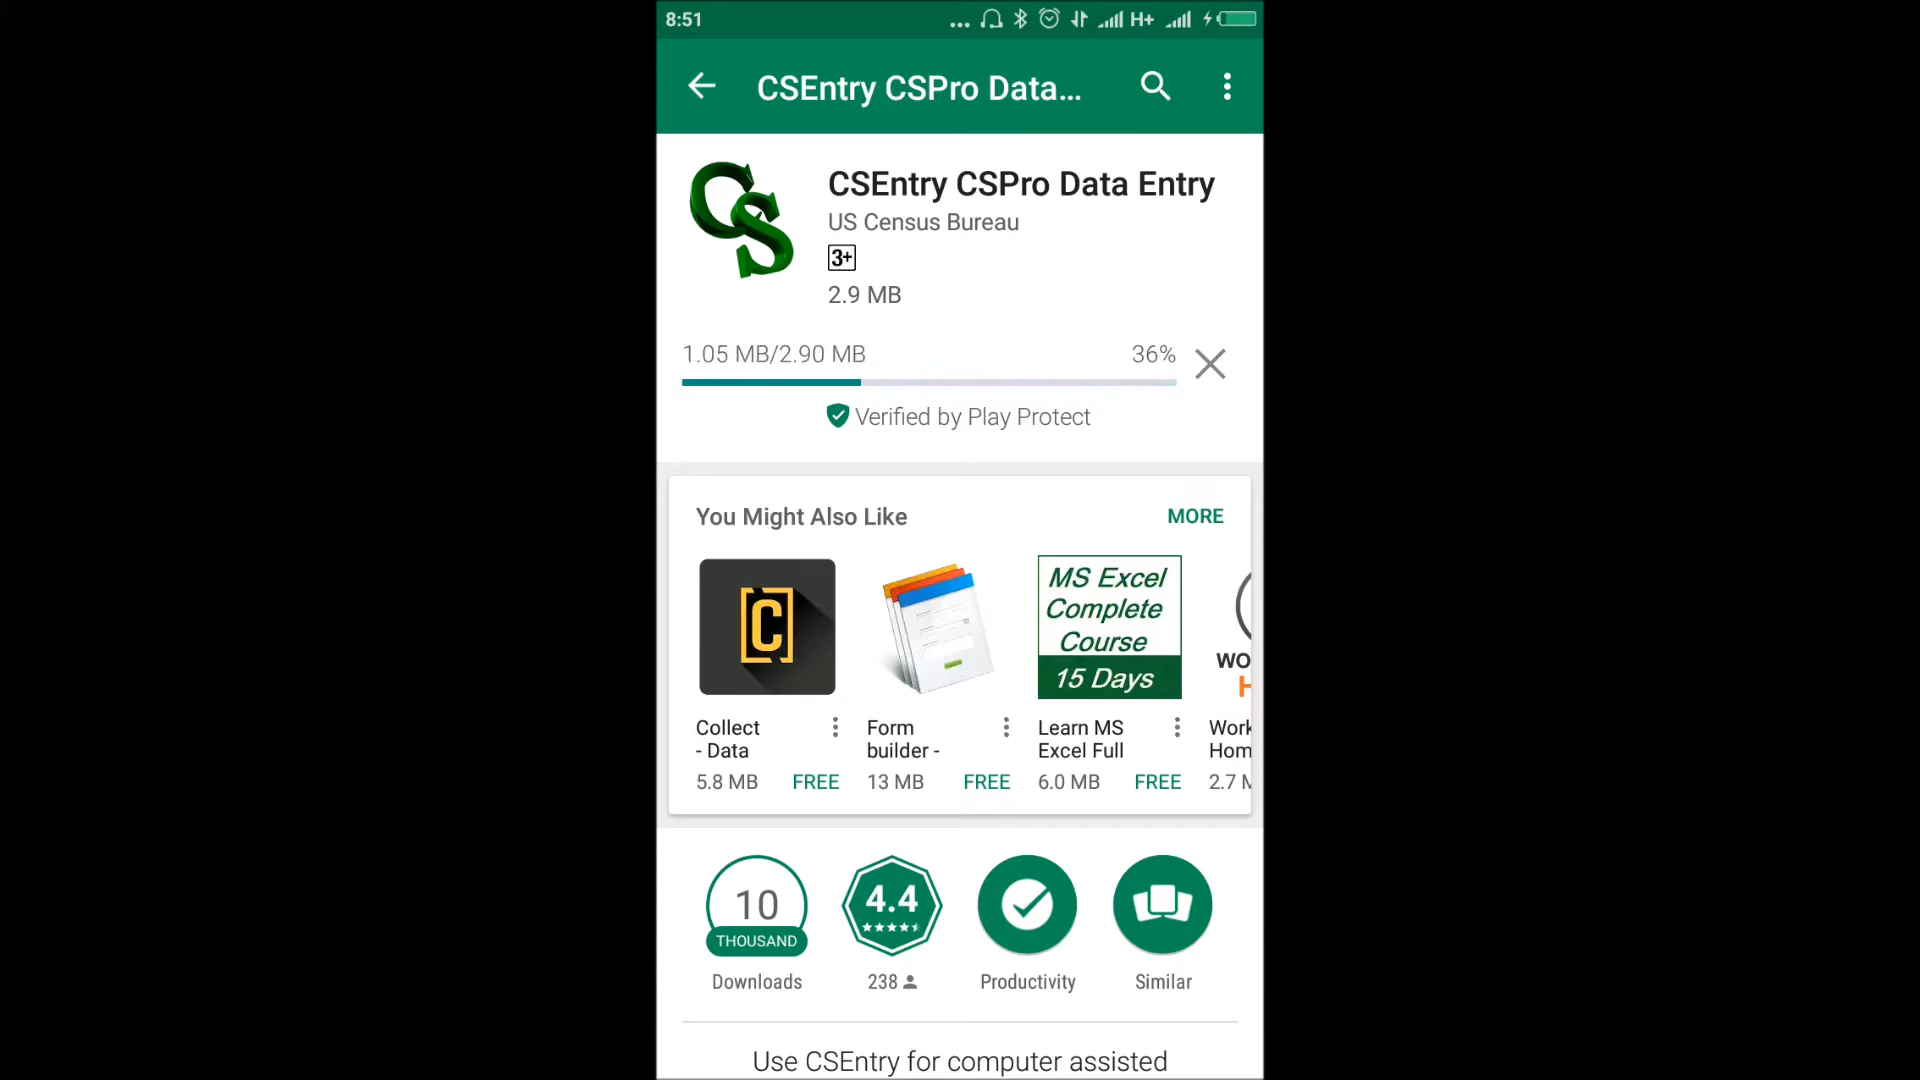 8:51
... H+
CSEntry CSPro Data...
CS
CSEntry CSPro Data Entry
US Census Bureau
3+
2.9 MB
1.05 MB/2.90 MB 36%
Verified by Play Protect
You Might Also Like MORE
C
MS Excel
Complete
Course
15 Days
WO
H
Collect
- Data
5.8 MB FREE
Form
builder -
13 MB FREE
Learn MS
Excel Full
6.0 MB FREE
Work
Hom
2.7 M
10
THOUSAND
Downloads
4.4
238
Productivity
Similar
Use CSEntry for computer assisted